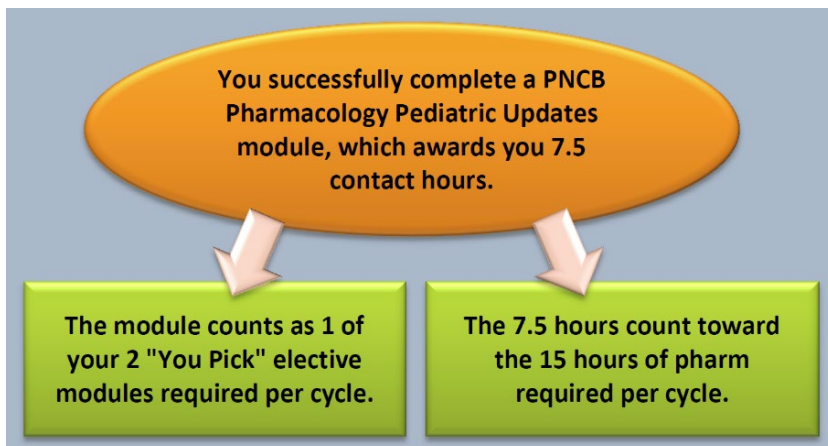 You successfully complete a PNCB
Pharmacology Pediatric Updates
module, which awards you 7.5
contact hours.
The module counts as 1 of
your 2 "You Pick" elective
modules required per cycle.
The 7.5 hours count toward
the 15 hours of pharm
required per cycle.